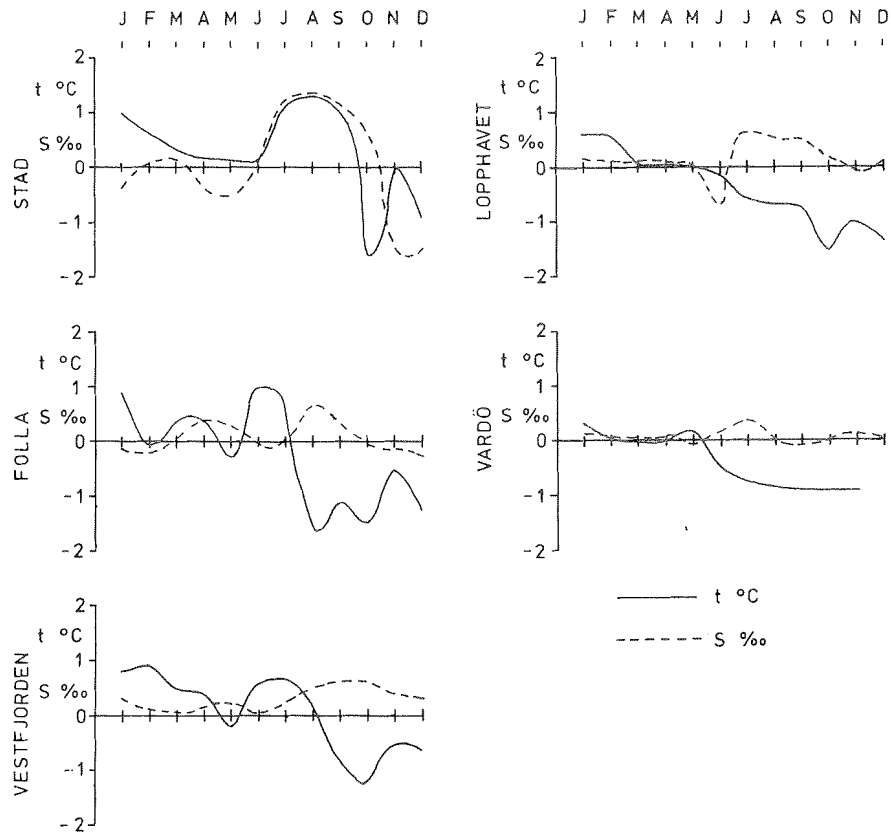 J F M A M J J A S O N D
2
t °C
1
S ‰
0
-1
-2
STAD
2
t °C
1
S ‰
0
-1
-2
FOLLA
2
t °C
1
S ‰
0
-1
-2
VESTFJORDEN
J F M A M J J A S O N D
2
t °C
1
S ‰
0
-1
-2
LOPPHAVET
2
t °C
1
S ‰
0
-1
-2
VARDÖ
t °C
S ‰